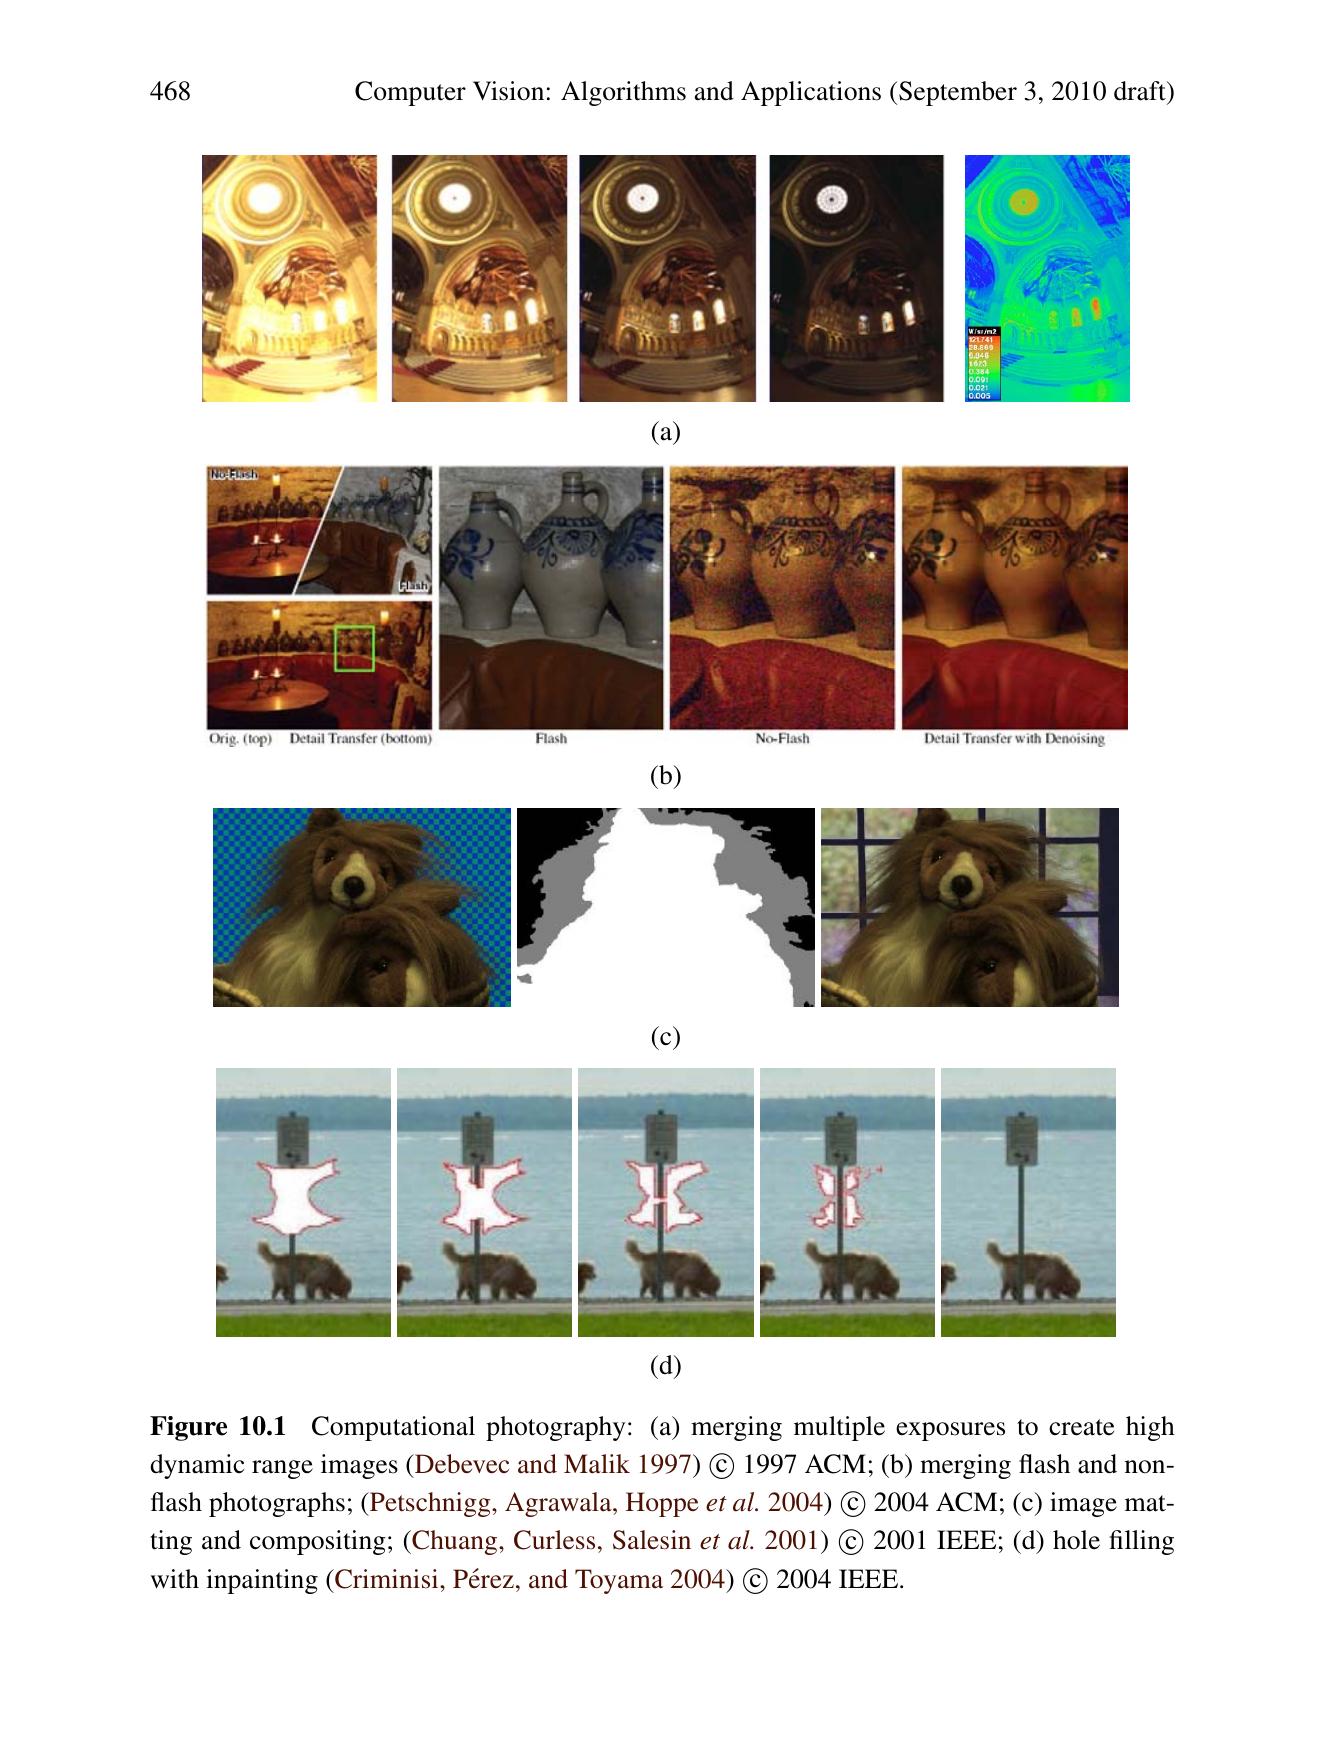 468 Computer Vision: Algorithms and Applications (September 3, 2010 draft)
W/sr/m2
121.741
28.869
6.846
1.623
0.384
0.091
0.021
0.005
(a)
No-Flash
Flash
Orig. (top) Detail Transfer (bottom) Flash No-Flash Detail Transfer with Denoising
(b)
(c)
(d)
Figure 10.1 Computational photography: (a) merging multiple exposures to create high
dynamic range images (Debevec and Malik 1997) © 1997 ACM; (b) merging flash and non-
flash photographs; (Petschnigg, Agrawala, Hoppe et al. 2004) © 2004 ACM; (c) image mat-
ting and compositing; (Chuang, Curless, Salesin et al. 2001) © 2001 IEEE; (d) hole filling
with inpainting (Criminisi, Pérez, and Toyama 2004) © 2004 IEEE.